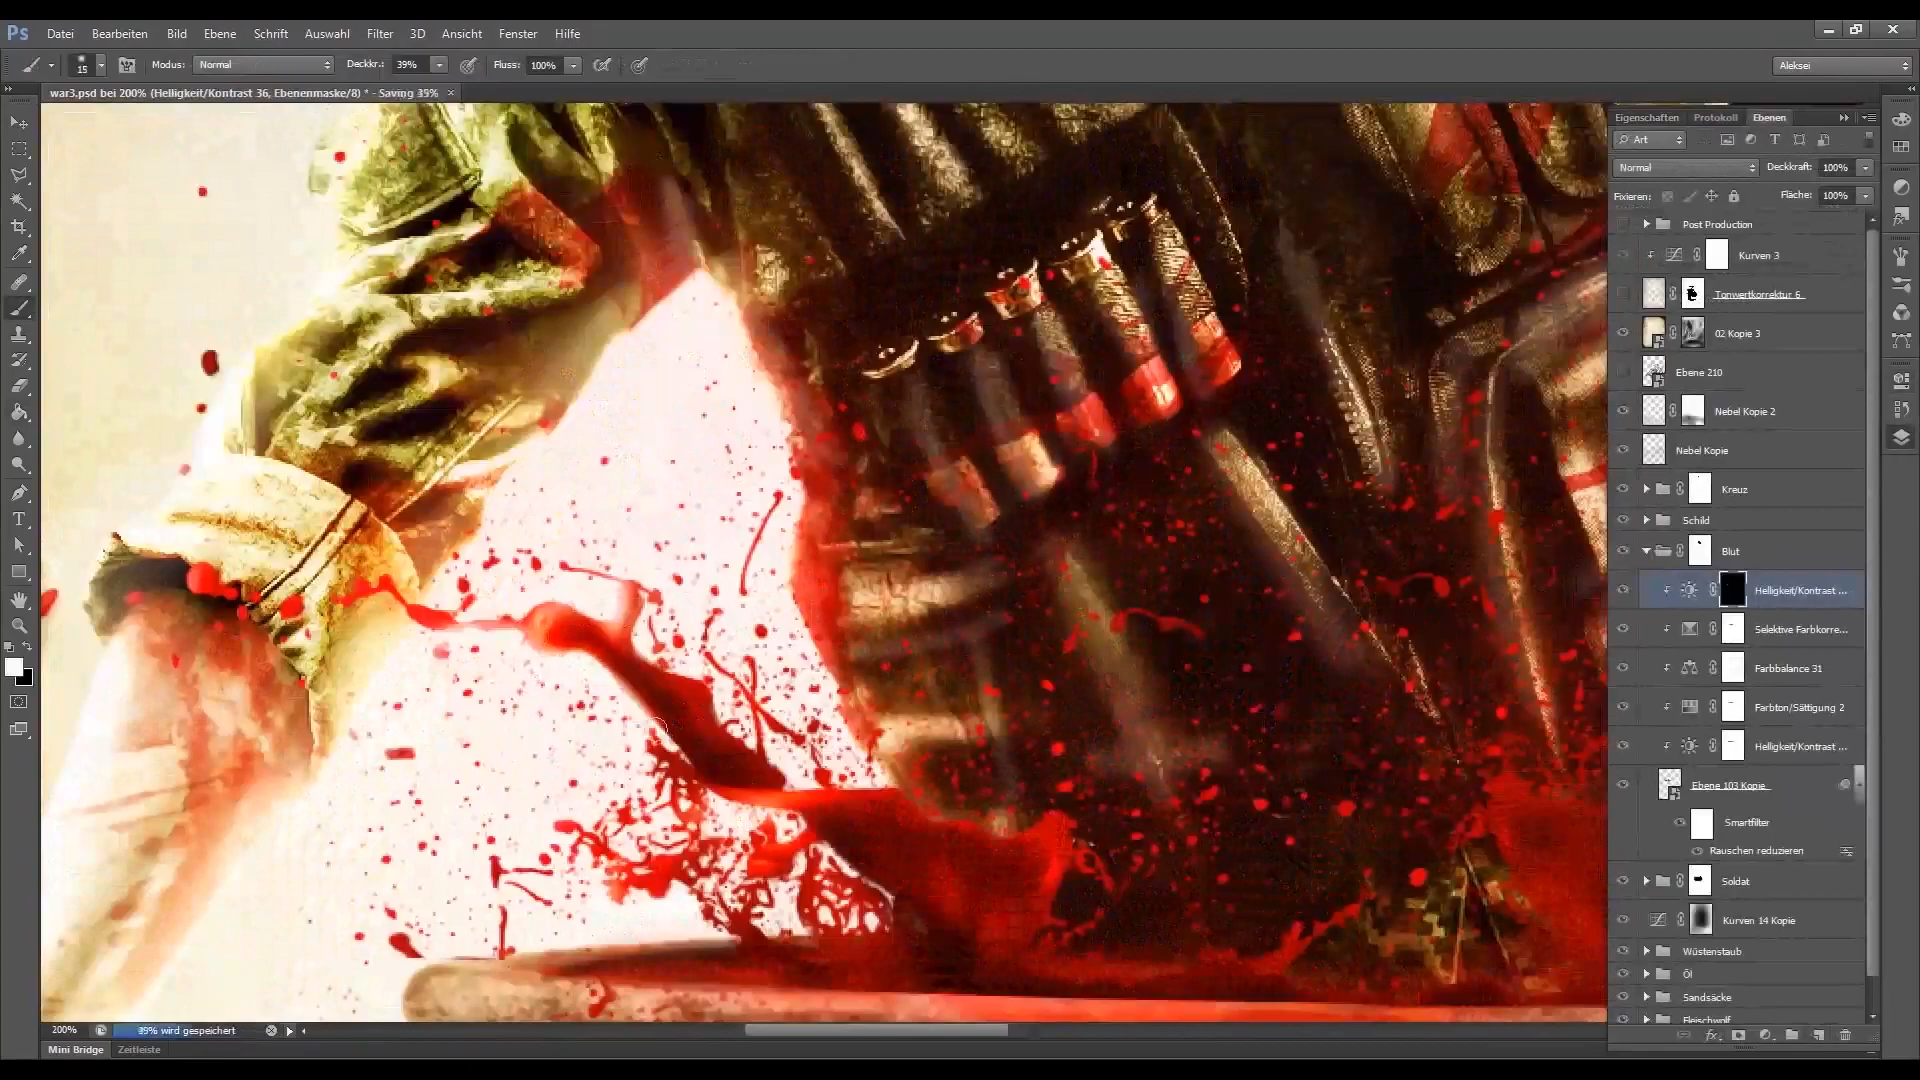 Ps Datei Bearbeiten Bild Ebene Schrift Auswahl Filter 3D Ansicht Fenster Hilfe
15 Modus: Normal Deckkr.: 39% Fluss: 100% Aleksei
war3.psd bei 200% (Helligkeit/Kontrast 36, Ebenenmaske/8) * - Saving 39% ×
Eigenschaften Protokoll Ebenen
Art
Normal Deckkraft: 100%
Fixieren: Fläche: 100%
Post Production
Kurven 3
Tonwertkorrektur 6
02 Kopie 3
Ebene 210
Nebel Kopie 2
Nebel Kopie
Kreuz
Schild
Blut
Helligkeit/Kontrast ...
Selektive Farbkorre...
Farbbalance 31
Farbton/Sättigung 2
Helligkeit/Kontrast ...
Ebene 103 Kopie
Smartfilter
Rauschen reduzieren
Soldat
Kurven 14 Kopie
Wüstenstaub
Öl
Sandsäcke
Fleischwolf
200% 39% wird gespeichert
Mini Bridge Zeitleiste